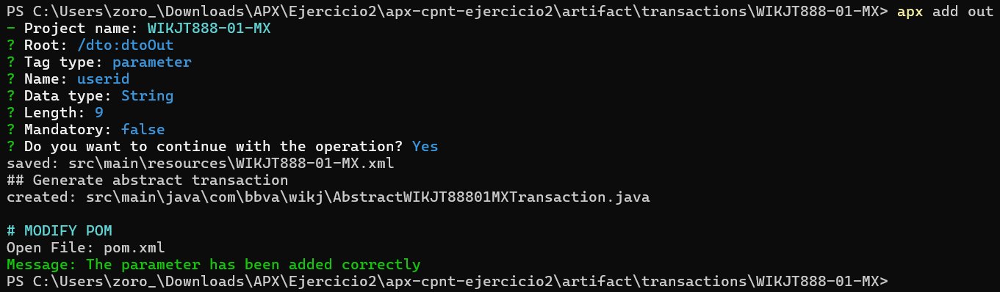 PS C:\Users\zoro_\Downloads\APX\Ejercicio2\apx-cpnt-ejercicio2\artifact\transactions\WIKJT888-01-MX> apx add out
- Project name: WIKJT888-01-MX
? Root: /dto:dtoOut
? Tag type: parameter
? Name: userid
? Data type: String
? Length: 9
? Mandatory: false
? Do you want to continue with the operation? Yes
saved: src\main\resources\WIKJT888-01-MX.xml
## Generate abstract transaction
created: src\main\java\com\bbva\wikj\AbstractWIKJT88801MXTransaction.java
# MODIFY POM
Open File: pom.xml
Message: The parameter has been added correctly
PS C:\Users\zoro_\Downloads\APX\Ejercicio2\apx-cpnt-ejercicio2\artifact\transactions\WIKJT888-01-MX>